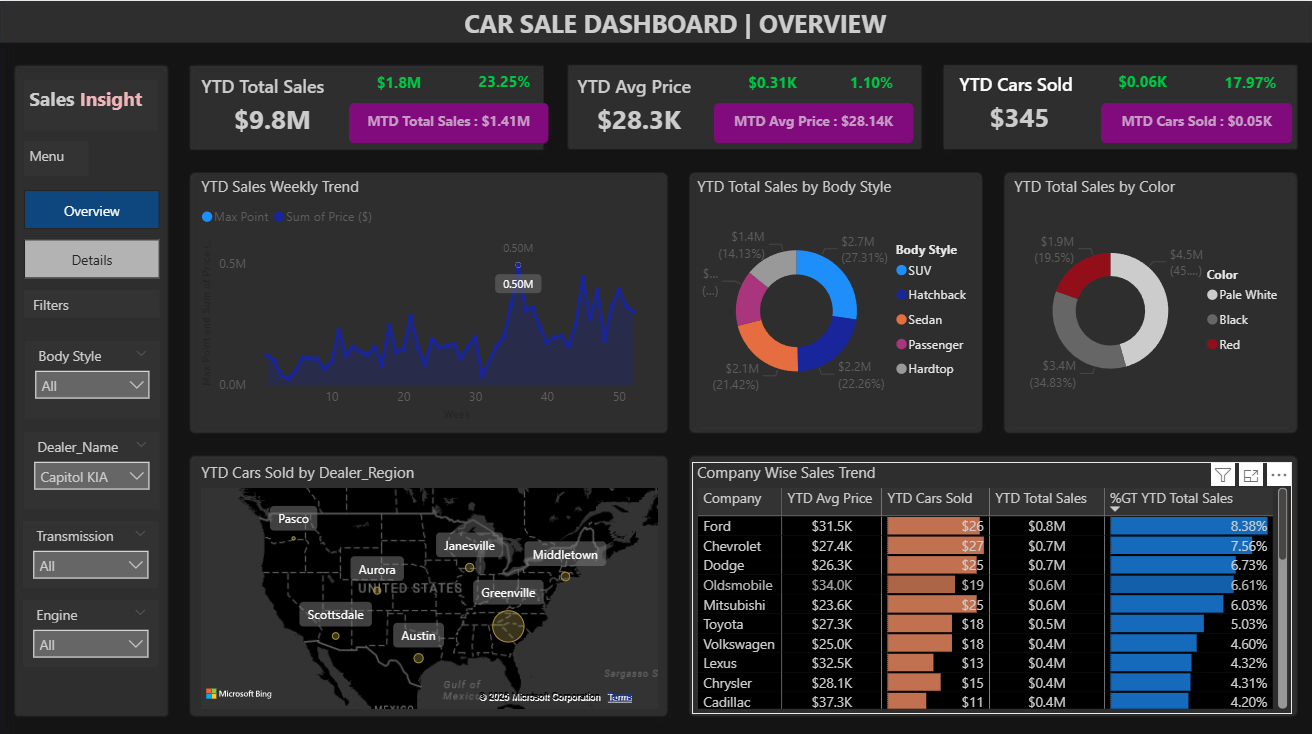 CAR SALE DASHBOARD | OVERVIEW
Sales Insight
Menu
Overview
Details
Filters
Body Style
All
Dealer_Name
Capitol KIA
Transmission
All
Engine
All
YTD Total Sales
$1.8M 23.25%
$9.8M
MTD Total Sales : $1.41M
YTD Avg Price
$0.31K 1.10%
$28.3K
MTD Avg Price : $28.14K
YTD Cars Sold
$0.06K 17.97%
$345
MTD Cars Sold : $0.05K
YTD Sales Weekly Trend
Max Point Sum of Price ($)
Max Point and Sum of Price (...
0.50M
0.50M
0.5M
0.0M
10 20 30 40 50
Week
YTD Total Sales by Body Style
$1.4M
(14.13%)
$2.7M
(27.31%)
$...
(...)
$2.1M
(21.42%)
$2.2M
(22.26%)
Body Style
SUV
Hatchback
Sedan
Passenger
Hardtop
YTD Total Sales by Color
$1.9M
(19.5%)
$4.5M
(45....)
$3.4M
(34.83%)
Color
Pale White
Black
Red
YTD Cars Sold by Dealer_Region
Pasco
Janesville
Middletown
Aurora
UNITED STATES
Greenville
Scottsdale
Austin
Sargasso S
Gulf of
Mexico
MEXICO
Microsoft Bing
© 2025 Microsoft Corporation Terms
Company Wise Sales Trend
Company YTD Avg Price YTD Cars Sold YTD Total Sales %GT YTD Total Sales
Ford $31.5K $26 $0.8M 8.38%
Chevrolet $27.4K $27 $0.7M 7.56%
Dodge $26.3K $25 $0.7M 6.73%
Oldsmobile $34.0K $19 $0.6M 6.61%
Mitsubishi $23.6K $25 $0.6M 6.03%
Toyota $27.3K $18 $0.5M 5.03%
Volkswagen $25.0K $18 $0.4M 4.60%
Lexus $32.5K $13 $0.4M 4.32%
Chrysler $28.1K $15 $0.4M 4.31%
Cadillac $37.3K $11 $0.4M 4.20%